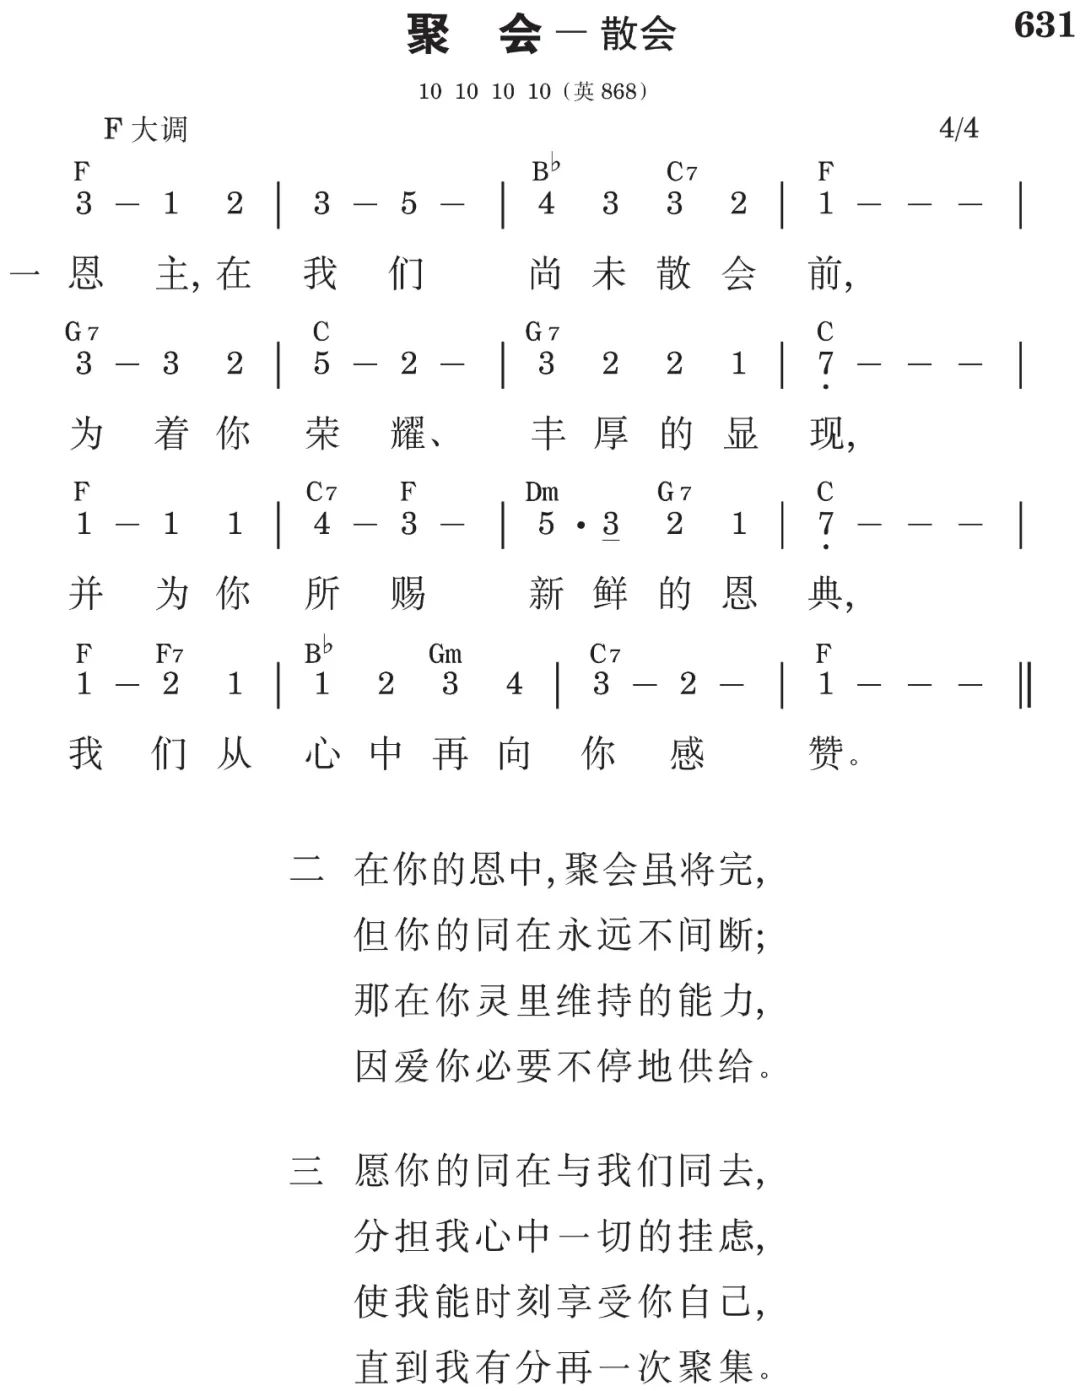 聚 会 － 散会
631
10 10 10 10（英 868）
F 大调 4/4
F B♭ C7 F
3 － 1 2 | 3 － 5 － | 4 3 3 2 | 1 － － － |
一 恩 主, 在 我 们 尚 未 散 会 前,
G7 C G7 C
3 － 3 2 | 5 － 2 － | 3 2 2 1 | 7̣ － － － |
为 着 你 荣 耀、 丰 厚 的 显 现,
F C7 F Dm G7 C
1 － 1 1 | 4 － 3 － | 5 · 3̲ 2 1 | 7̣ － － － |
并 为 你 所 赐 新 鲜 的 恩 典,
F F7 B♭ Gm C7 F
1 － 2 1 | 1 2 3 4 | 3 － 2 － | 1 － － － ‖
我 们 从 心 中 再 向 你 感 赞。
二 在你的恩中, 聚会虽将完,
但你的同在永远不间断;
那在你灵里维持的能力,
因爱你必要不停地供给。
三 愿你的同在与我们同去,
分担我心中一切的挂虑,
使我能时刻享受你自己,
直到我有分再一次聚集。